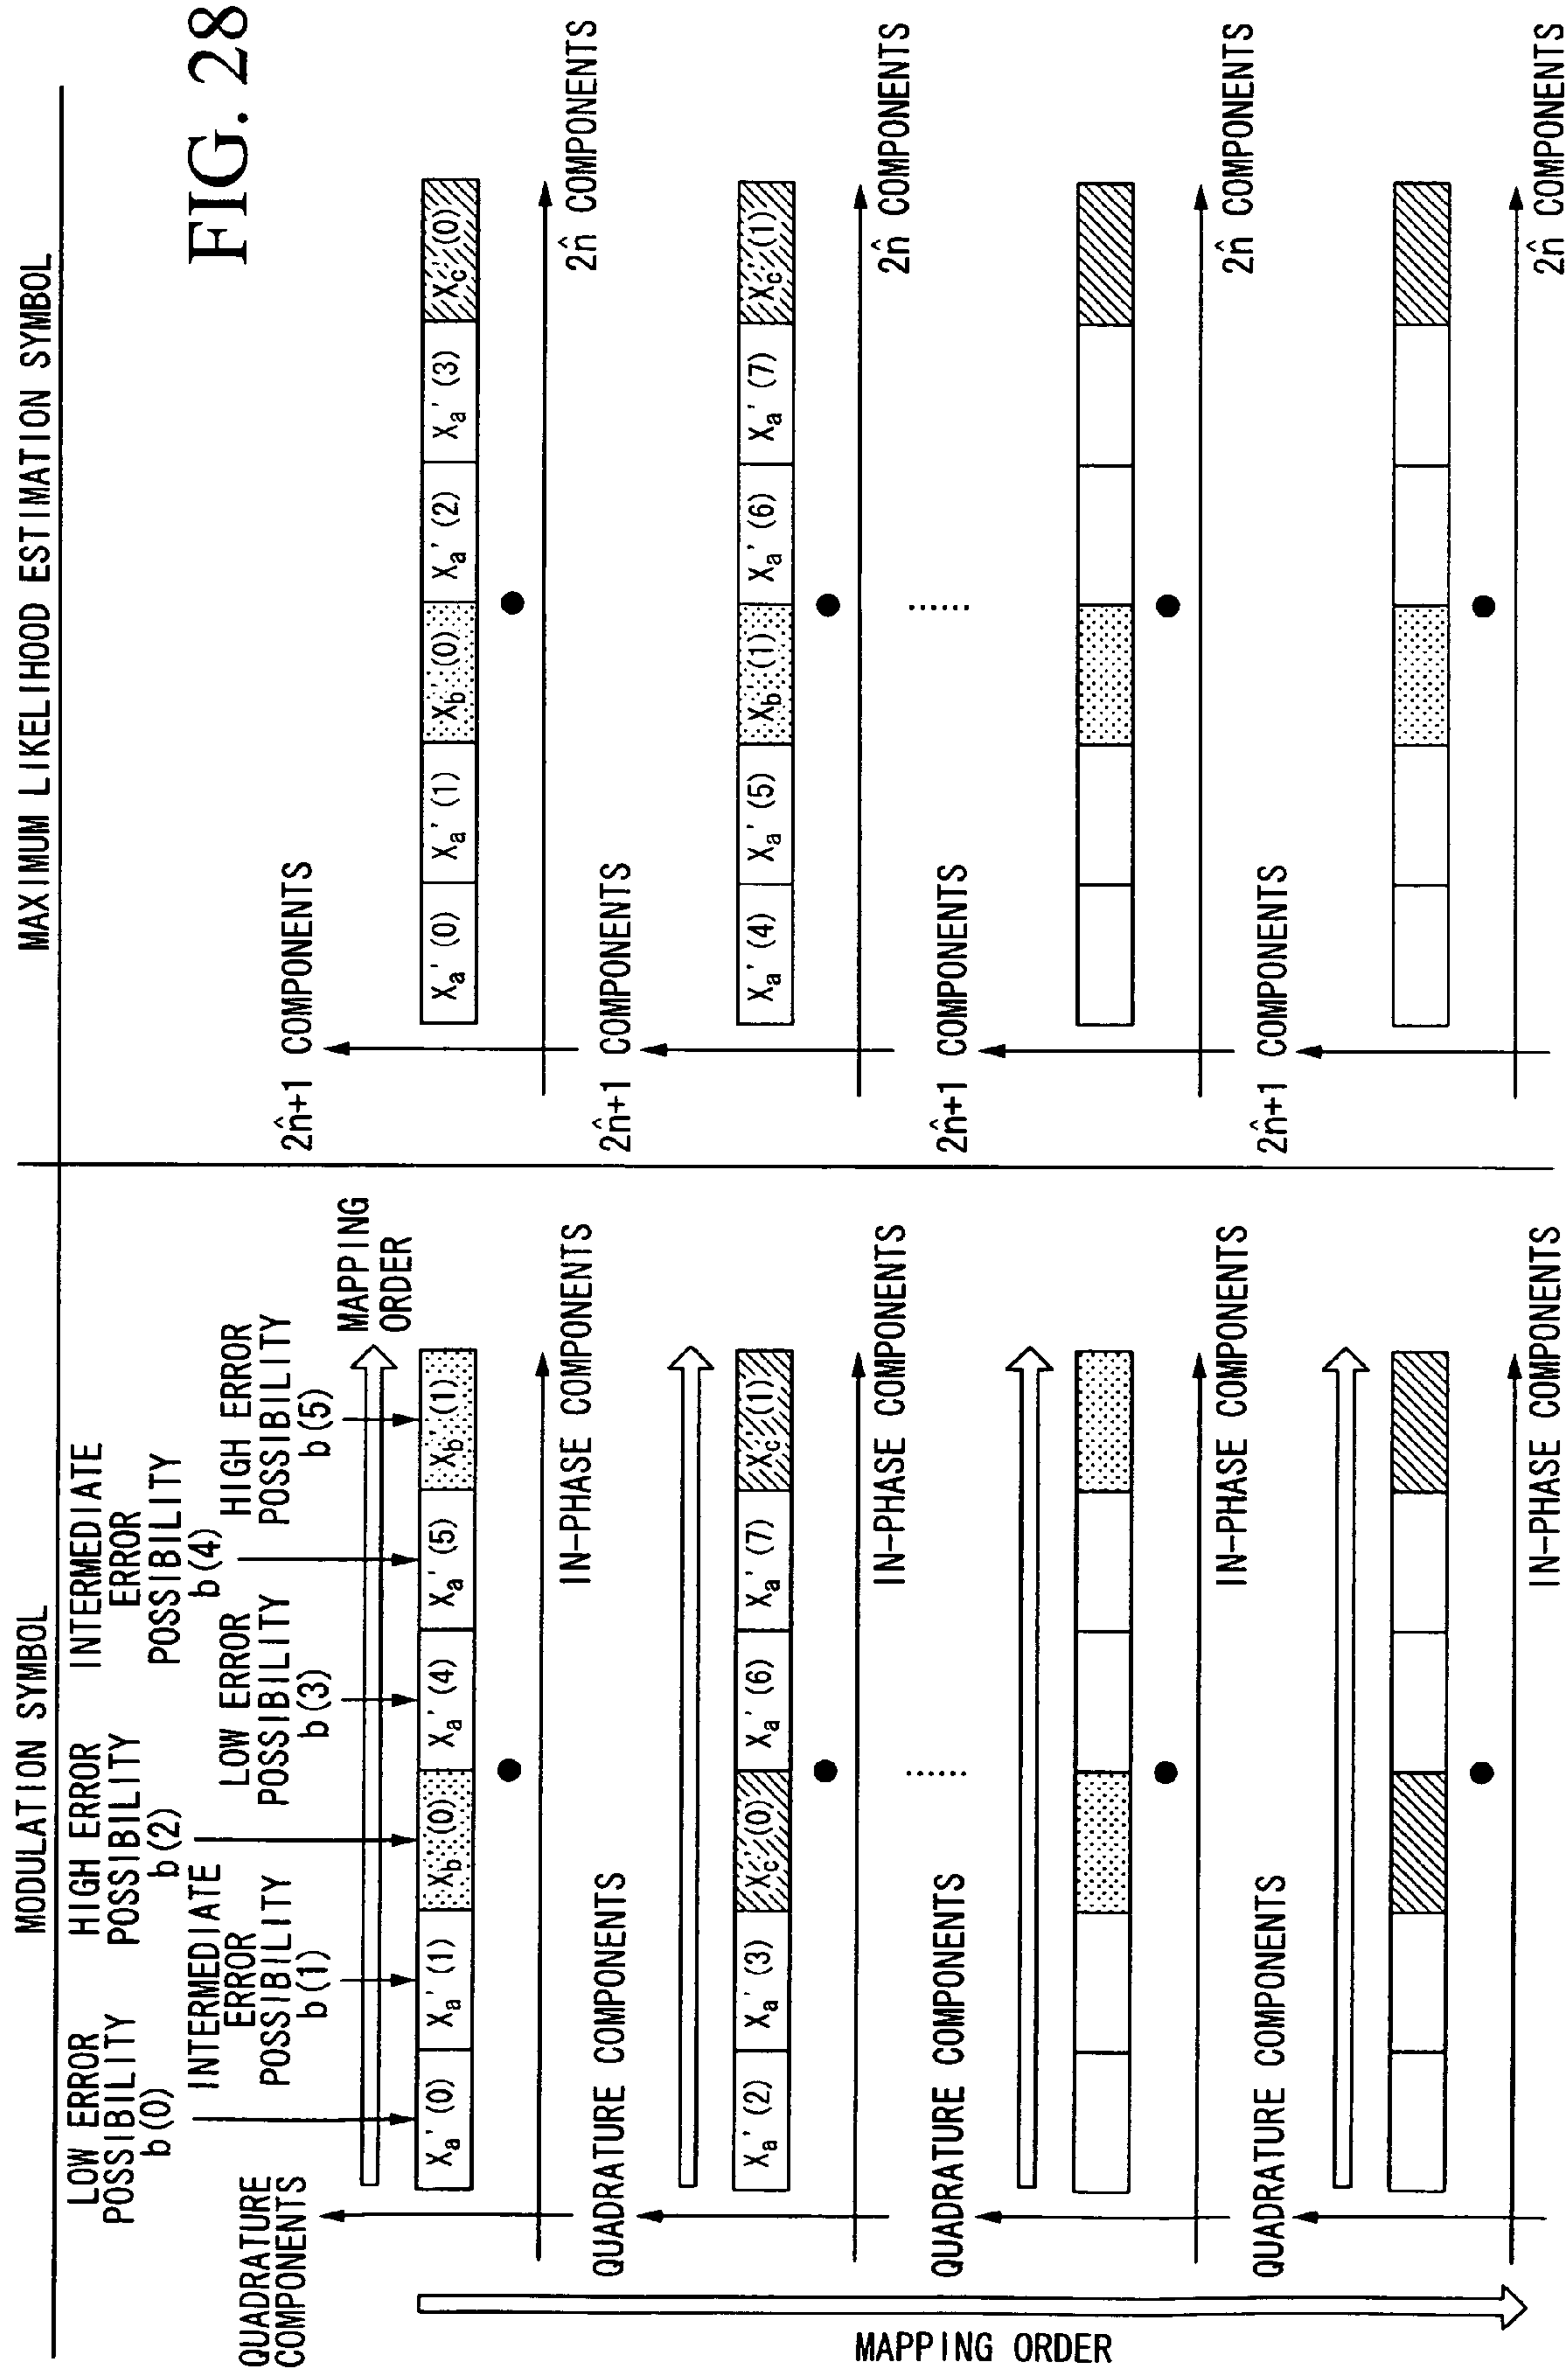 FIG. 28
MODULATION SYMBOL
MAXIMUM LIKELIHOOD ESTIMATION SYMBOL
LOW ERROR
POSSIBILITY
b(0)
INTERMEDIATE
ERROR
POSSIBILITY
b(1)
HIGH ERROR
POSSIBILITY
b(2)
LOW ERROR
POSSIBILITY
b(3)
INTERMEDIATE
ERROR
POSSIBILITY
b(4)
HIGH ERROR
POSSIBILITY
b(5)
MAPPING
ORDER
QUADRATURE
COMPONENTS
Xa' (0) Xa' (1) Xb' (0) Xa' (4) Xa' (5) Xb' (1)
IN-PHASE COMPONENTS
2n̂+1 COMPONENTS
Xa' (0) Xa' (1) Xb' (0) Xa' (2) Xa' (3) Xc' (0)
2n̂ COMPONENTS
QUADRATURE COMPONENTS
Xa' (2) Xa' (3) Xc' (0) Xa' (6) Xa' (7) Xc' (1)
IN-PHASE COMPONENTS
2n̂+1 COMPONENTS
Xa' (4) Xa' (5) Xb' (1) Xa' (6) Xa' (7) Xc' (1)
2n̂ COMPONENTS
......
......
QUADRATURE COMPONENTS
IN-PHASE COMPONENTS
2n̂+1 COMPONENTS
2n̂ COMPONENTS
QUADRATURE COMPONENTS
IN-PHASE COMPONENTS
2n̂+1 COMPONENTS
2n̂ COMPONENTS
MAPPING ORDER